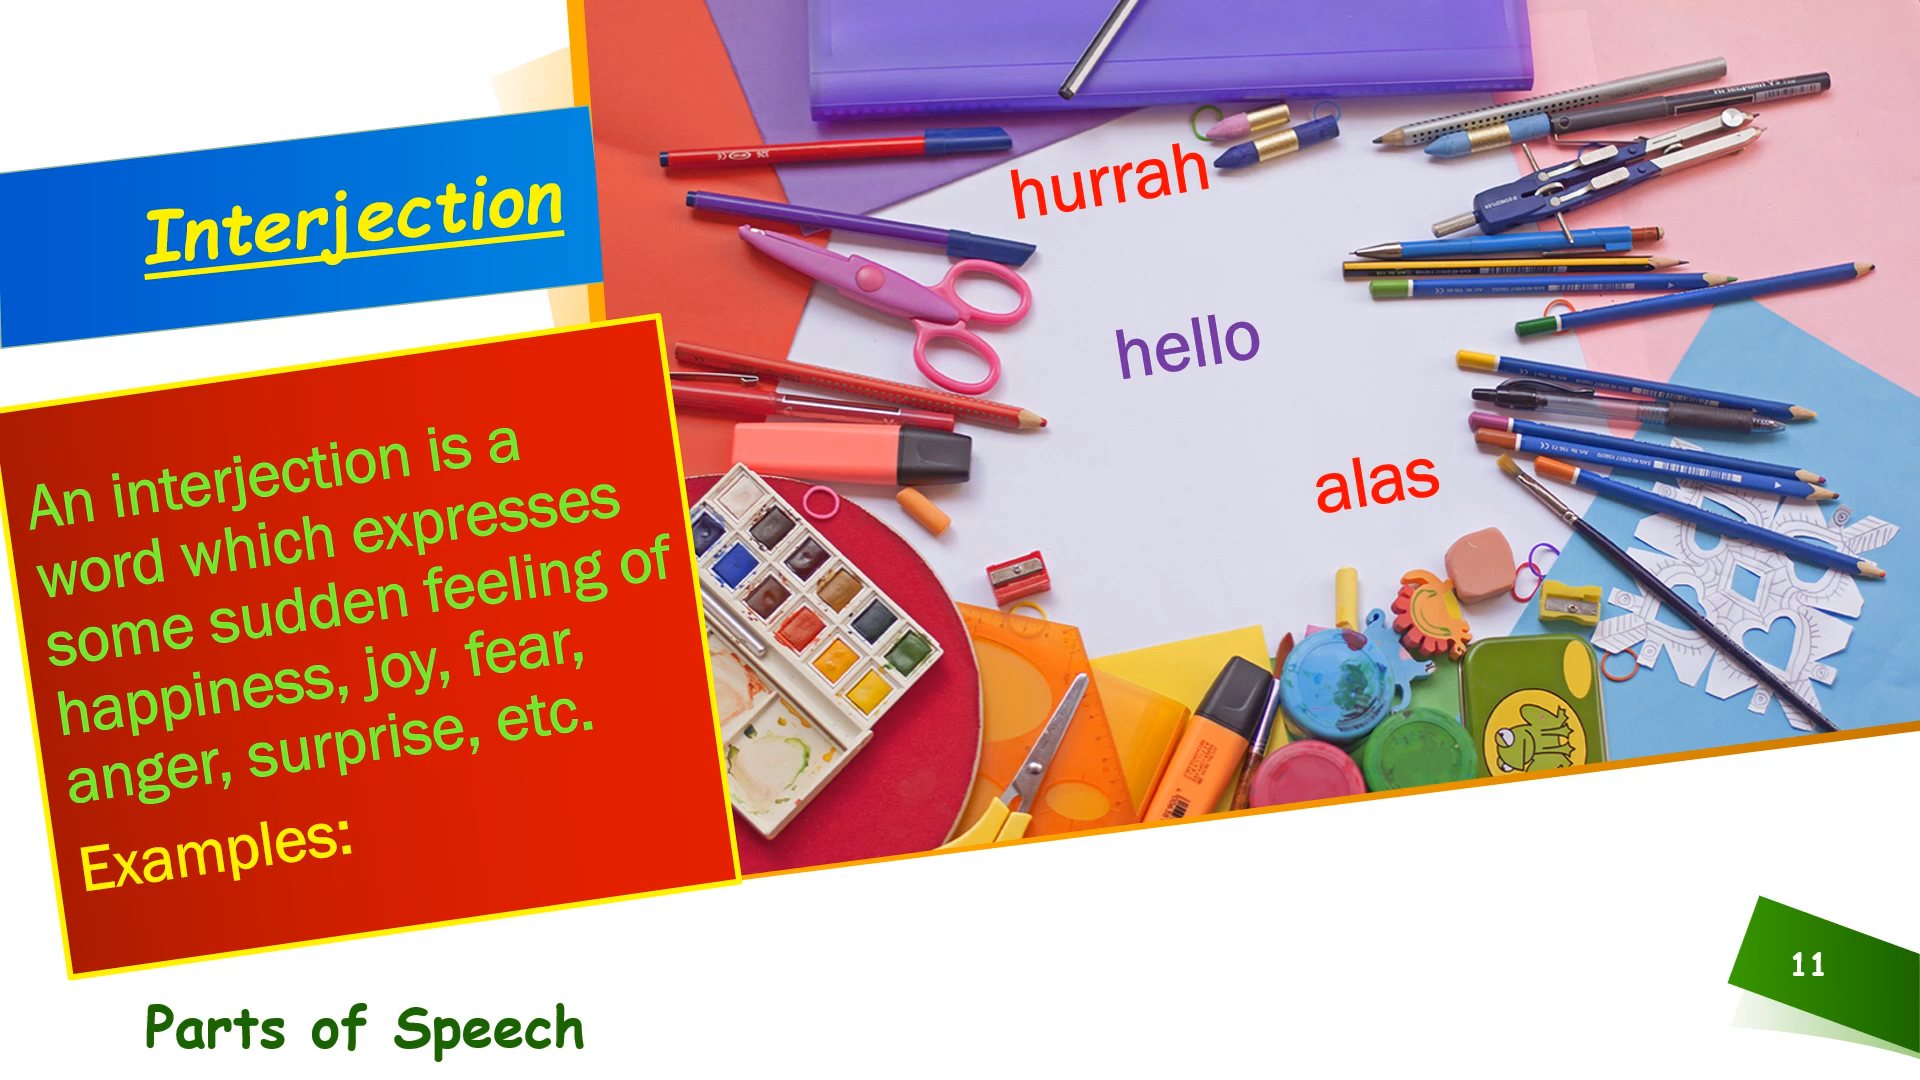 Interjection
An interjection is a
word which expresses
some sudden feeling of
happiness, joy, fear,
anger, surprise, etc.
Examples:
hurrah
hello
alas
Parts of Speech
11